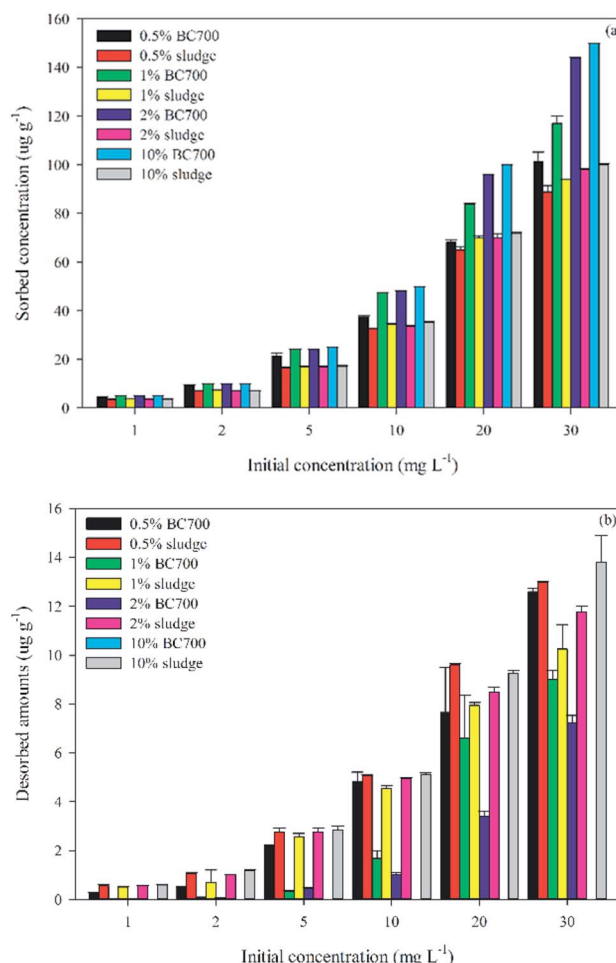 160
140
120
100
80
60
40
20
0
Sorbed concentration (ug g-1)
0.5% BC700
0.5% sludge
1% BC700
1% sludge
2% BC700
2% sludge
10% BC700
10% sludge
(a
1 2 5 10 20 30
Initial concentration (mg L-1)
16
14
12
10
8
6
4
2
0
Desorbed amounts (ug g-1)
0.5% BC700
0.5% sludge
1% BC700
1% sludge
2% BC700
2% sludge
10% BC700
10% sludge
(b)
1 2 5 10 20 30
Initial concentration (mg L-1)